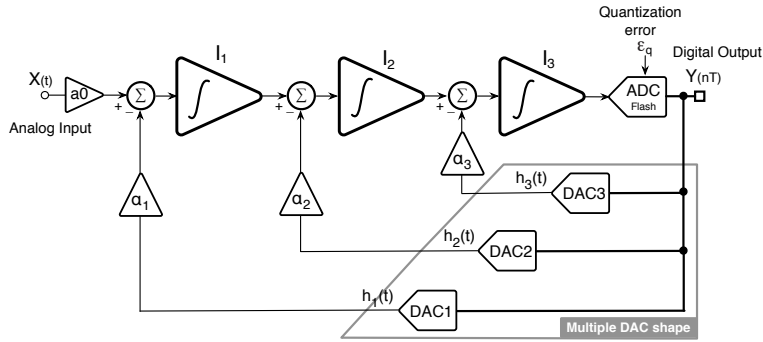 Quantization
error
εq
Digital Output
Y(nT)
I1
I2
I3
X(t)
a0
+
−
Σ
∫
+
−
Σ
∫
+
−
Σ
∫
ADC
Flash
Analog Input
α1
α2
α3
h3(t)
DAC3
h2(t)
DAC2
h1(t)
DAC1
Multiple DAC shape